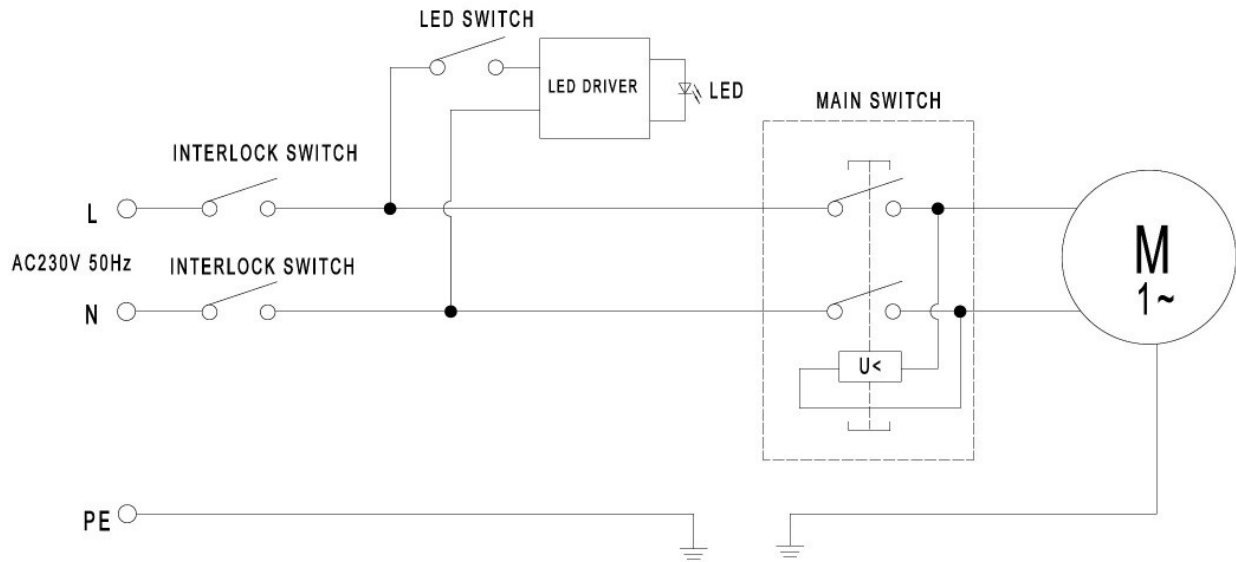 LED SWITCH
LED DRIVER
LED
MAIN SWITCH
INTERLOCK SWITCH
L
AC230V 50Hz
INTERLOCK SWITCH
N
M
1~
U<
PE